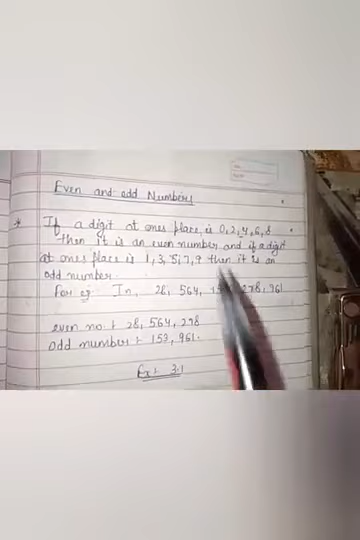 Even and odd Numbers
* If a digit at ones place is 0, 2, 4, 6, 8
then it is an even number and if a digit
at ones place is 1, 3, 5, 7, 9 then it is an
odd number.
For eg: In, 28, 564, 278, 961
even no.: 28, 564, 278
odd number: 153, 961.
Ex: 3.1